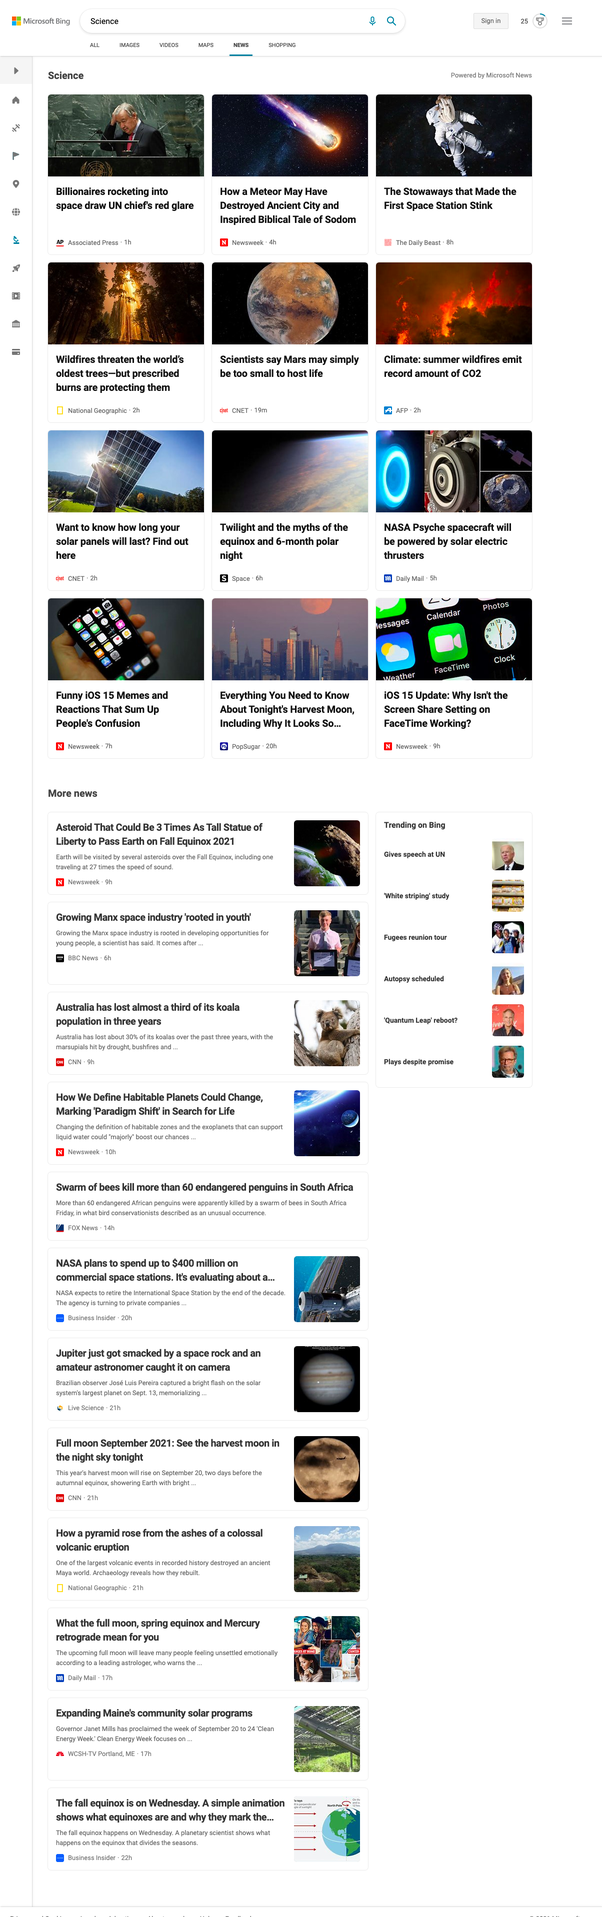 Microsoft Bing
Science
Sign in
25
ALL
IMAGES
VIDEOS
MAPS
NEWS
SHOPPING
Science
Powered by Microsoft News
Billionaires rocketing into
space draw UN chief's red glare
AP Associated Press · 1h
How a Meteor May Have
Destroyed Ancient City and
Inspired Biblical Tale of Sodom
N Newsweek · 4h
The Stowaways that Made the
First Space Station Stink
The Daily Beast · 8h
Wildfires threaten the world's
oldest trees—but prescribed
burns are protecting them
National Geographic · 2h
Scientists say Mars may simply
be too small to host life
CNET · 19m
Climate: summer wildfires emit
record amount of CO2
AFP · 2h
Want to know how long your
solar panels will last? Find out
here
CNET · 2h
Twilight and the myths of the
equinox and 6-month polar
night
S Space · 6h
NASA Psyche spacecraft will
be powered by solar electric
thrusters
Daily Mail · 5h
essages
Calendar
Photos
Weather
FaceTime
Clock
Funny iOS 15 Memes and
Reactions That Sum Up
People's Confusion
N Newsweek · 7h
Everything You Need to Know
About Tonight's Harvest Moon,
Including Why It Looks So...
PopSugar · 20h
iOS 15 Update: Why Isn't the
Screen Share Setting on
FaceTime Working?
N Newsweek · 9h
More news
Asteroid That Could Be 3 Times As Tall Statue of
Liberty to Pass Earth on Fall Equinox 2021
Earth will be visited by several asteroids over the Fall Equinox, including one
traveling at 27 times the speed of sound.
N Newsweek · 9h
Growing Manx space industry 'rooted in youth'
Growing the Manx space industry is rooted in developing opportunities for
young people, a scientist has said. It comes after ...
BBC News · 6h
Australia has lost almost a third of its koala
population in three years
Australia has lost about 30% of its koalas over the past three years, with the
marsupials hit by drought, bushfires and ...
CNN · 9h
How We Define Habitable Planets Could Change,
Marking 'Paradigm Shift' in Search for Life
Changing the definition of habitable zones and the exoplanets that can support
liquid water could "majorly" boost our chances ...
N Newsweek · 10h
Swarm of bees kill more than 60 endangered penguins in South Africa
More than 60 endangered African penguins were apparently killed by a swarm of bees in South Africa
Friday, in what bird conservationists described as an unusual occurrence.
FOX News · 14h
NASA plans to spend up to $400 million on
commercial space stations. It's evaluating about a...
NASA expects to retire the International Space Station by the end of the decade.
The agency is turning to private companies ...
Business Insider · 20h
Jupiter just got smacked by a space rock and an
amateur astronomer caught it on camera
Brazilian observer José Luis Pereira captured a bright flash on the solar
system's largest planet on Sept. 13, memorializing ...
Live Science · 21h
Full moon September 2021: See the harvest moon in
the night sky tonight
This year's harvest moon will rise on September 20, two days before the
autumnal equinox, showering Earth with bright ...
CNN · 21h
How a pyramid rose from the ashes of a colossal
volcanic eruption
One of the largest volcanic events in recorded history destroyed an ancient
Maya world. Archaeology reveals how they rebuilt.
National Geographic · 21h
What the full moon, spring equinox and Mercury
retrograde mean for you
The upcoming full moon will leave many people feeling unsettled emotionally
according to a leading astrologer, who warns the ...
Daily Mail · 17h
Expanding Maine's community solar programs
Governor Janet Mills has proclaimed the week of September 20 to 24 'Clean
Energy Week.' Clean Energy Week focuses on ...
WCSH-TV Portland, ME · 17h
The fall equinox is on Wednesday. A simple animation
shows what equinoxes are and why they mark the...
The fall equinox happens on Wednesday. A planetary scientist shows what
happens on the equinox that divides the seasons.
Business Insider · 22h
Trending on Bing
Gives speech at UN
'White striping' study
Fugees reunion tour
Autopsy scheduled
'Quantum Leap' reboot?
Plays despite promise